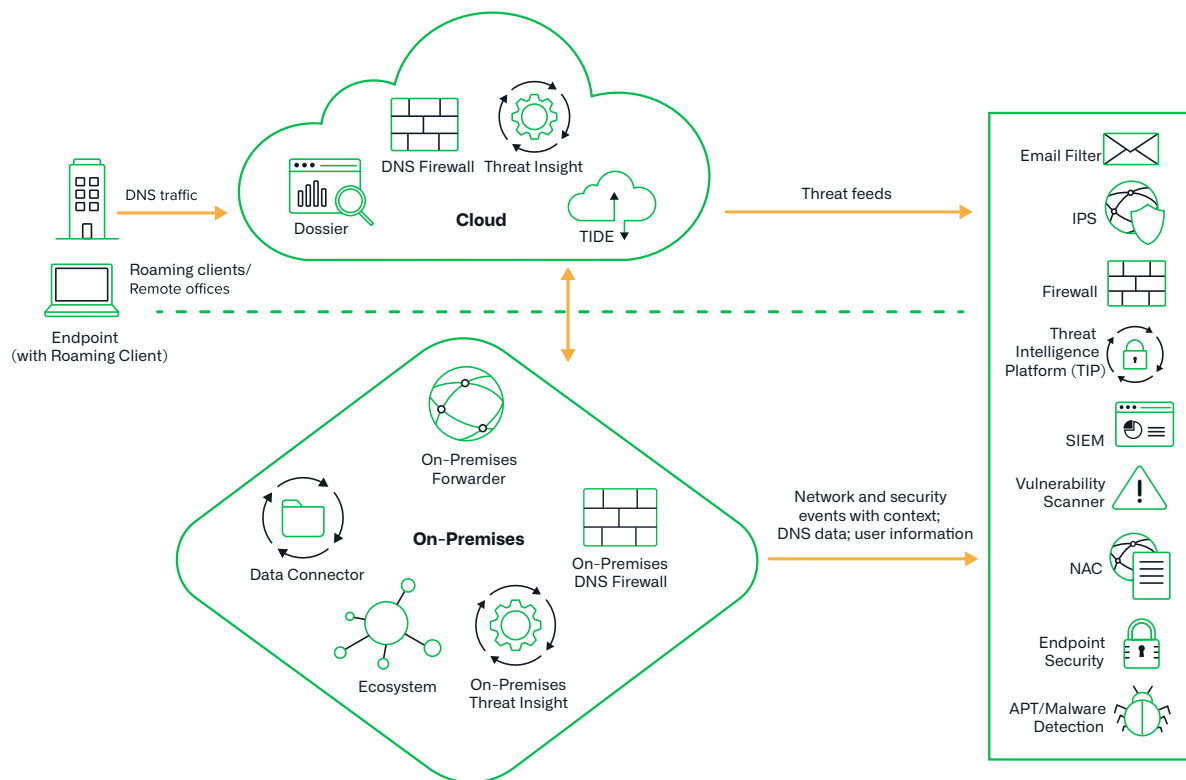 DNS Firewall
Threat Insight
Dossier
Cloud
TIDE
DNS traffic
Roaming clients/
Remote offices
Endpoint
(with Roaming Client)
Threat feeds
On-Premises
Forwarder
Data Connector
On-Premises
On-Premises
DNS Firewall
Ecosystem
On-Premises
Threat Insight
Network and security
events with context;
DNS data; user information
Email Filter
IPS
Firewall
Threat
Intelligence
Platform (TIP)
SIEM
Vulnerability
Scanner
NAC
Endpoint
Security
APT/Malware
Detection